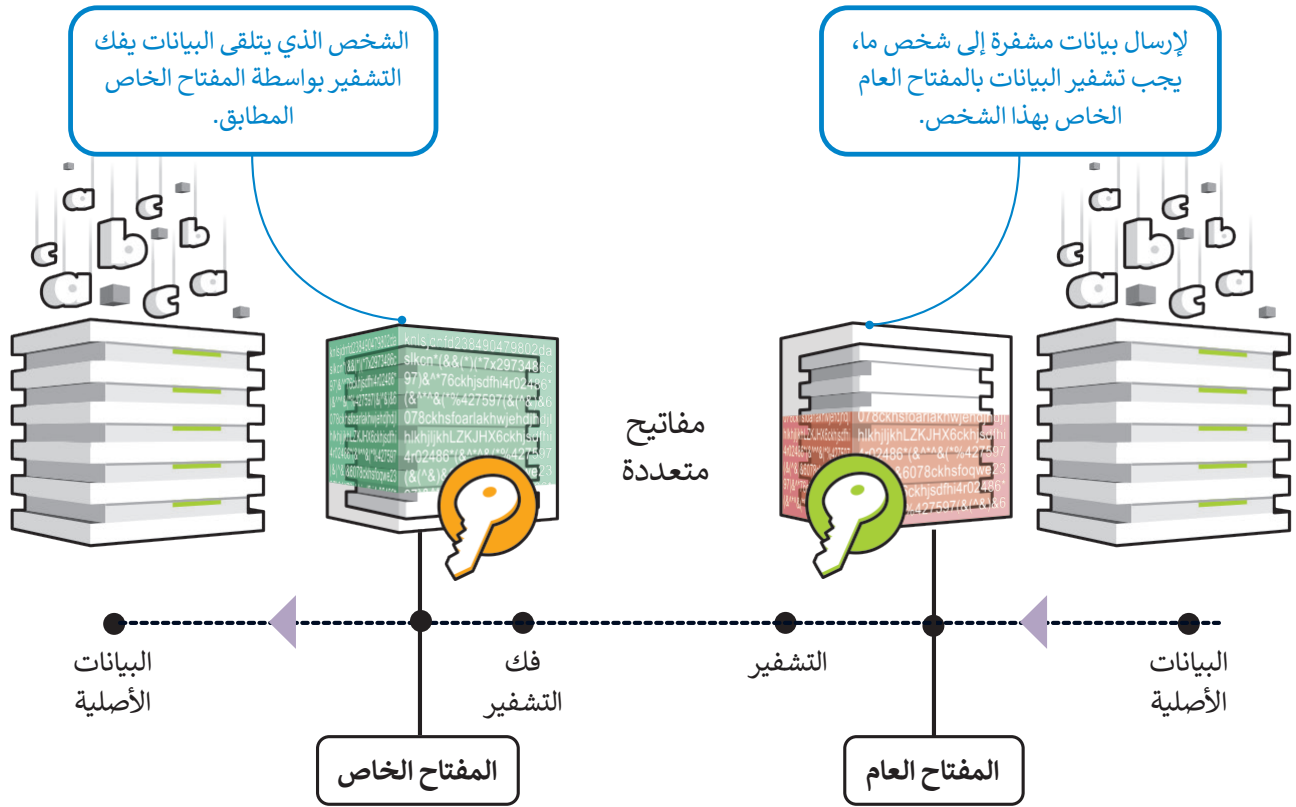 لإرسال بيانات مشفرة إلى شخص ما،
يجب تشفير البيانات بالمفتاح العام
الخاص بهذا الشخص.
الشخص الذي يتلقى البيانات يفك
التشفير بواسطة المفتاح الخاص
المطابق.
مفاتيح
متعددة
البيانات
الأصلية
التشفير
فك
التشفير
البيانات
الأصلية
المفتاح العام
المفتاح الخاص